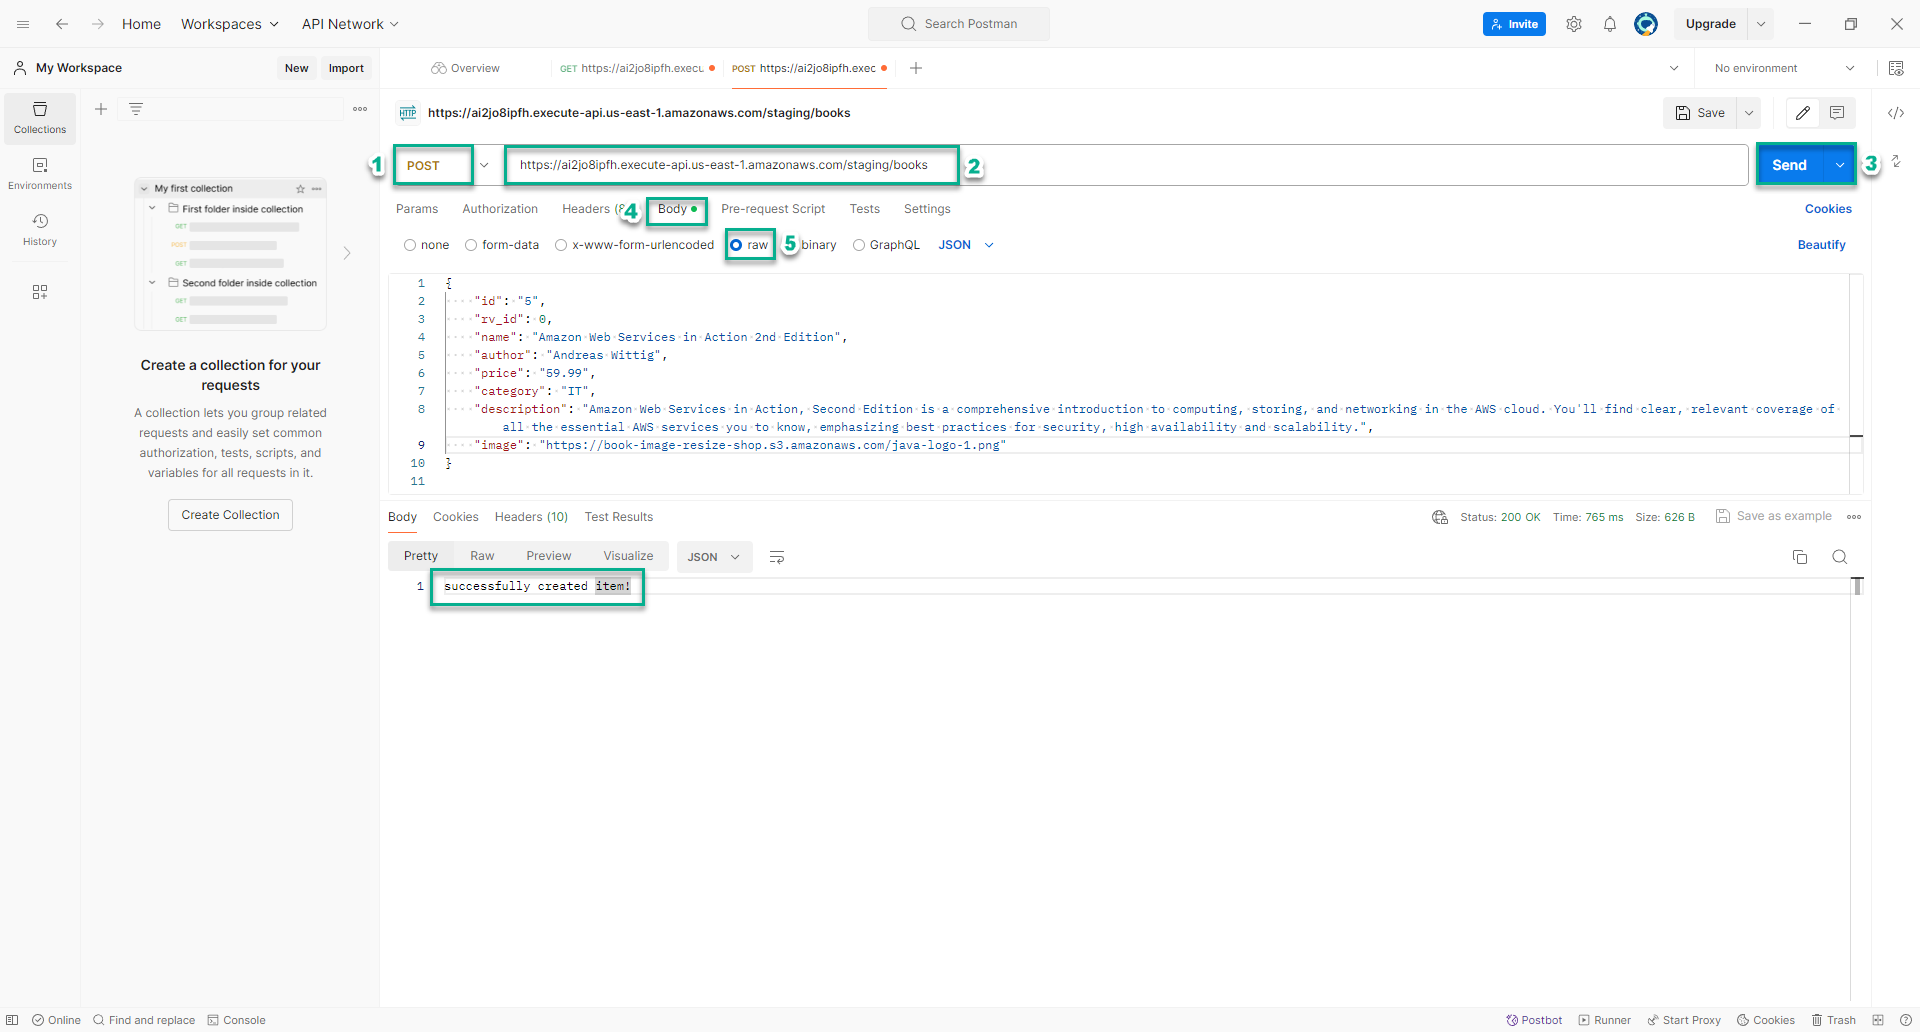 Home Workspaces API Network Search Postman Invite Upgrade
My Workspace New Import Overview GET https://ai2jo8ipfh.execu POST https://ai2jo8ipfh.exec No environment
Collections
Environments
History
My first collection
First folder inside collection
GET
POST
GET
Second folder inside collection
GET
GET
Create a collection for your
requests
A collection lets you group related
requests and easily set common
authorization, tests, scripts, and
variables for all requests in it.
Create Collection
HTTP https://ai2jo8ipfh.execute-api.us-east-1.amazonaws.com/staging/books Save
1 POST https://ai2jo8ipfh.execute-api.us-east-1.amazonaws.com/staging/books 2 Send 3
Params Authorization Headers (8 4 Body Pre-request Script Tests Settings Cookies
none form-data x-www-form-urlencoded raw 5 binary GraphQL JSON Beautify
1 {
2 "id": "5",
3 "rv_id": 0,
4 "name": "Amazon Web Services in Action 2nd Edition",
5 "author": "Andreas Wittig",
6 "price": "59.99",
7 "category": "IT",
8 "description": "Amazon Web Services in Action, Second Edition is a comprehensive introduction to computing, storing, and networking in the AWS cloud. You'll find clear, relevant coverage of
all the essential AWS services you to know, emphasizing best practices for security, high availability and scalability.",
9 "image": "https://book-image-resize-shop.s3.amazonaws.com/java-logo-1.png"
10 }
11
Body Cookies Headers (10) Test Results Status: 200 OK Time: 765 ms Size: 626 B Save as example
Pretty Raw Preview Visualize JSON
1 successfully created item!
Online Find and replace Console Postbot Runner Start Proxy Cookies Trash